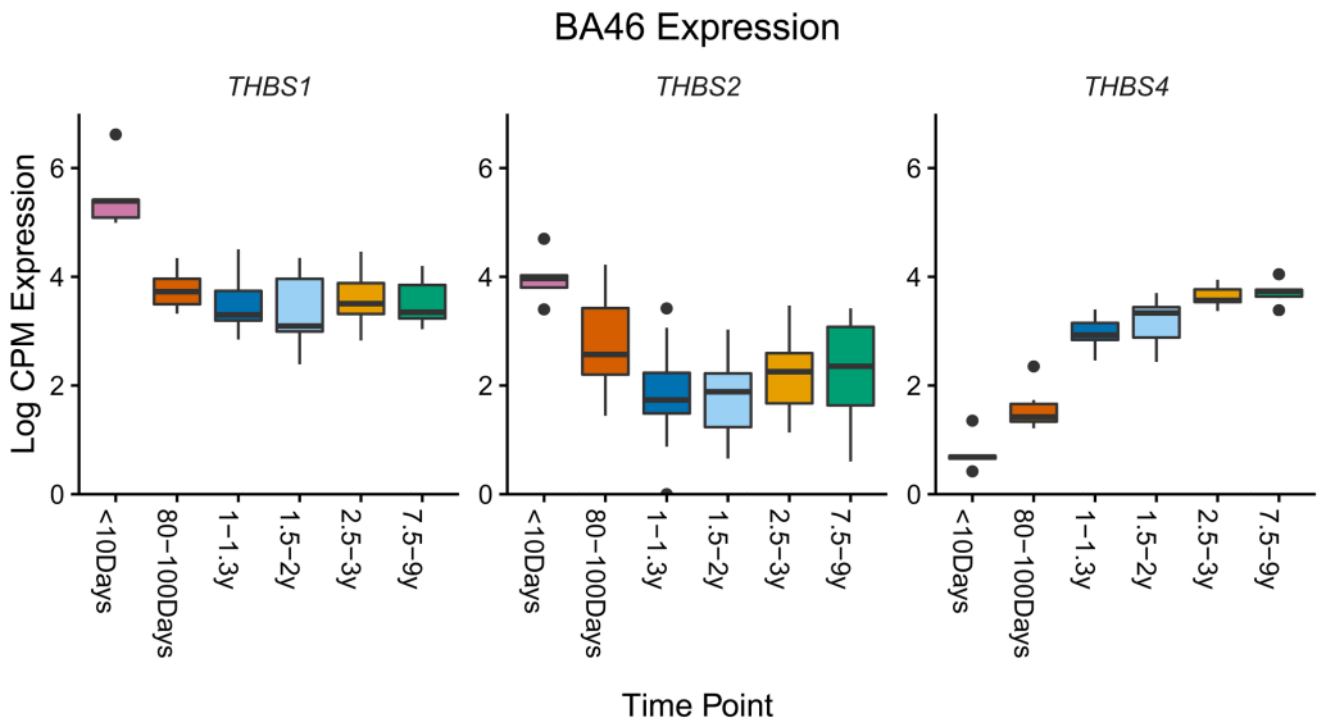 BA46 Expression
THBS1 THBS2 THBS4
Log CPM Expression
6 6 6
4 4 4
2 2 2
0 0 0
<10Days 80−100Days 1−1.3y 1.5−2y 2.5−3y 7.5−9y <10Days 80−100Days 1−1.3y 1.5−2y 2.5−3y 7.5−9y <10Days 80−100Days 1−1.3y 1.5−2y 2.5−3y 7.5−9y
Time Point